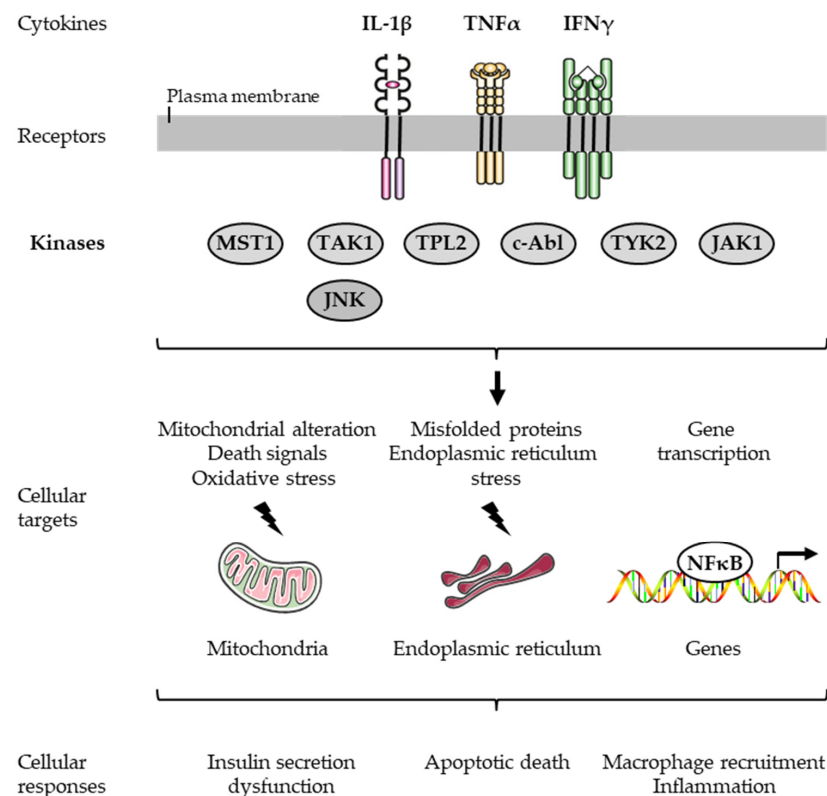 Cytokines
IL-1β TNFα IFNγ
Plasma membrane
Receptors
Kinases
MST1 TAK1 TPL2 c-Abl TYK2 JAK1
JNK
Mitochondrial alteration
Death signals
Oxidative stress
Misfolded proteins
Endoplasmic reticulum
stress
Gene
transcription
Cellular
targets
NFκB
Mitochondria
Endoplasmic reticulum
Genes
Cellular
responses
Insulin secretion
dysfunction
Apoptotic death
Macrophage recruitment
Inflammation